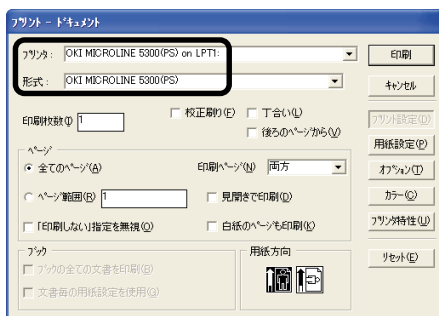 プリント - ドキュメント
プリンタ: OKI MICROLINE 5300(PS) on LPT1:
印刷
形式: OKI MICROLINE 5300(PS)
キャンセル
印刷枚数(I) 1
校正刷り(F)
丁合い(L)
後ろのページから(V)
プリント設定(D)
用紙設定(P)
ページ
全てのページ(A)
印刷ページ(N) 両方
オプション(T)
ページ範囲(R) 1
見開きで印刷(D)
カラー(C)
「印刷しない」指定を無視(O)
白紙のページも印刷(K)
プリンタ特性(U)
ブック
用紙方向
リセット(E)
ブックの全ての文書を印刷(B)
文書毎の用紙設定を使用(G)